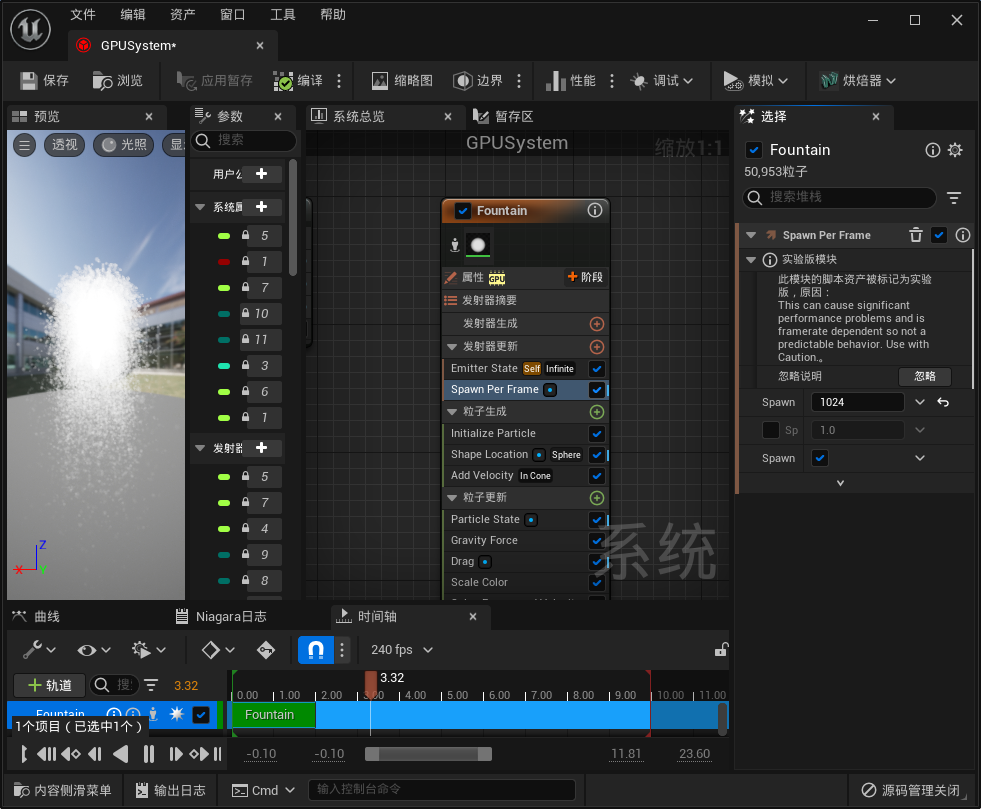 文件 编辑 资产 窗口 工具 帮助
GPUSystem*
保存 浏览 应用暂存 编译 缩略图 边界 性能 调试 模拟 烘焙器
预览 参数 系统总览 暂存区 选择
透视 光照 显
搜索
GPUSystem
缩放1:1
用户公
系统属
5
1
7
10
11
3
6
1
发射器
5
7
4
9
8
X Y Z
Fountain
属性 GPU 阶段
发射器摘要
发射器生成
发射器更新
Emitter State Self Infinite
Spawn Per Frame
粒子生成
Initialize Particle
Shape Location Sphere
Add Velocity In Cone
粒子更新
Particle State
Gravity Force
Drag
Scale Color
系统
Fountain
50,953粒子
搜索堆栈
Spawn Per Frame
实验版模块
此模块的脚本资产被标记为实验
版，原因：
This can cause significant
performance problems and is
framerate dependent so not a
predictable behavior. Use with
Caution.。
忽略说明 忽略
Spawn 1024
Sp 1.0
Spawn
曲线 Niagara日志 时间轴
240 fps
轨道 搜 3.32
3.32
0.00 1.00 2.00 3.00 4.00 5.00 6.00 7.00 8.00 9.00 10.00 11.00
Fountain Fountain
1个项目（已选中1个）
-0.10 -0.10 11.81 23.60
内容侧滑菜单 输出日志 Cmd 输入控制台命令 源码管理关闭